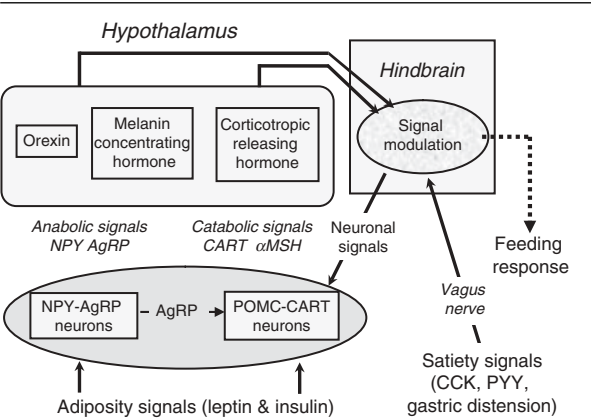 Hypothalamus
Hindbrain
Orexin
Melanin
concentrating
hormone
Corticotropic
releasing
hormone
Signal
modulation
Anabolic signals
NPY AgRP
Catabolic signals
CART αMSH
Neuronal
signals
Feeding
response
Vagus
nerve
NPY-AgRP
neurons
AgRP
POMC-CART
neurons
Satiety signals
(CCK, PYY,
gastric distension)
Adiposity signals (leptin & insulin)